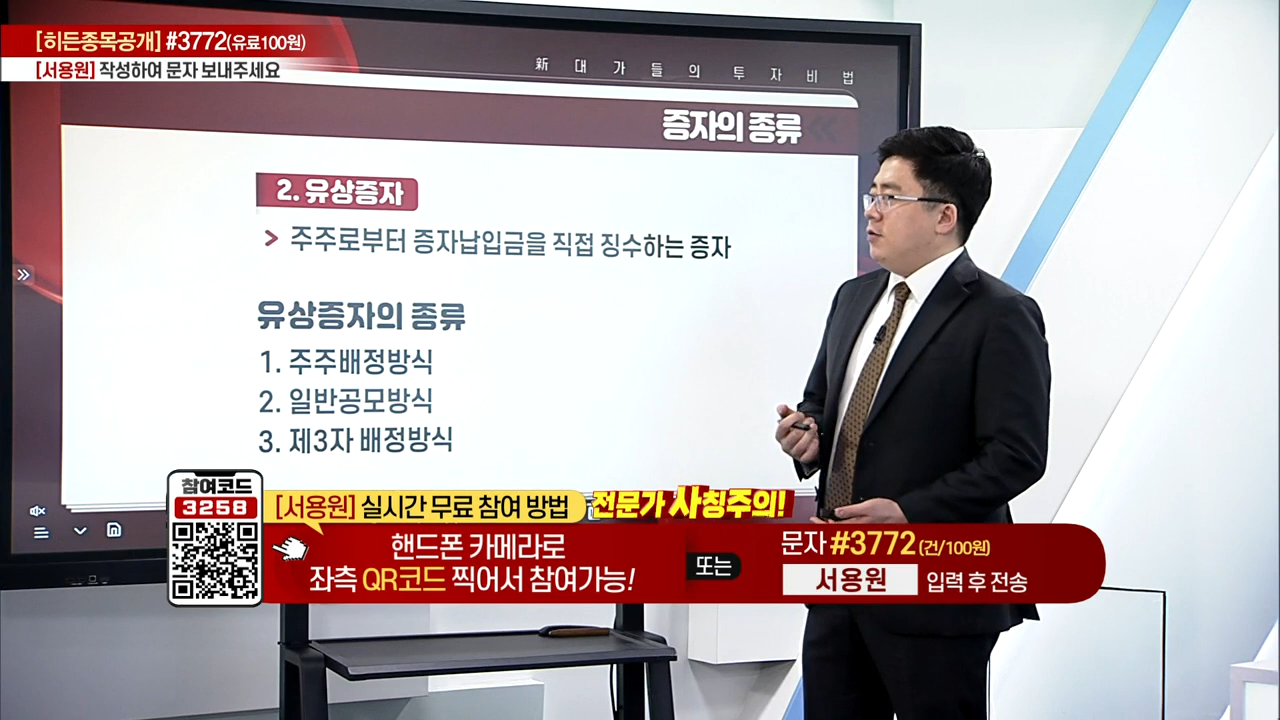 [히든종목공개] #3772(유료100원)
[서용원] 작성하여 문자 보내주세요
新 대가들의 투자비법
증자의 종류
2. 유상증자
주주로부터 증자납입금을 직접 징수하는 증자
유상증자의 종류
1. 주주배정방식
2. 일반공모방식
3. 제3자 배정방식
참여코드
3258
[서용원] 실시간 무료 참여 방법
전문가 사칭주의!
핸드폰 카메라로
좌측 QR코드 찍어서 참여가능!
또는
문자 #3772 (건/100원)
서용원 입력 후 전송